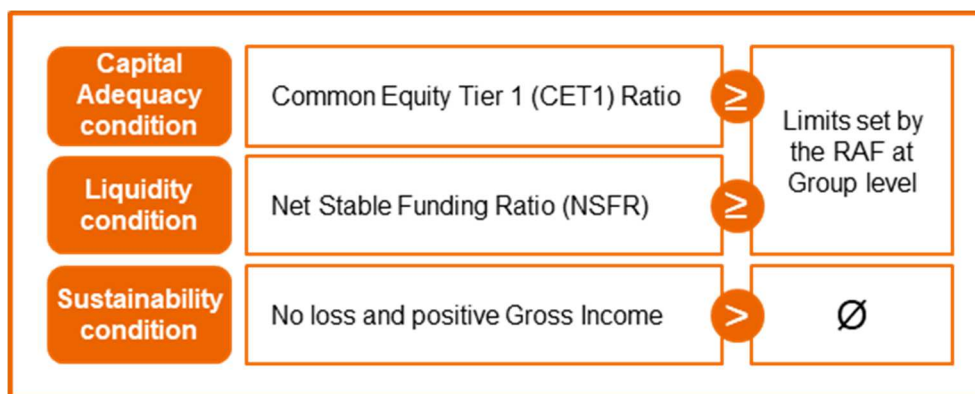 Capital
Adequacy
condition
Common Equity Tier 1 (CET1) Ratio
≥
Limits set by
the RAF at
Group level
Liquidity
condition
Net Stable Funding Ratio (NSFR)
≥
Sustainability
condition
No loss and positive Gross Income
>
Ø